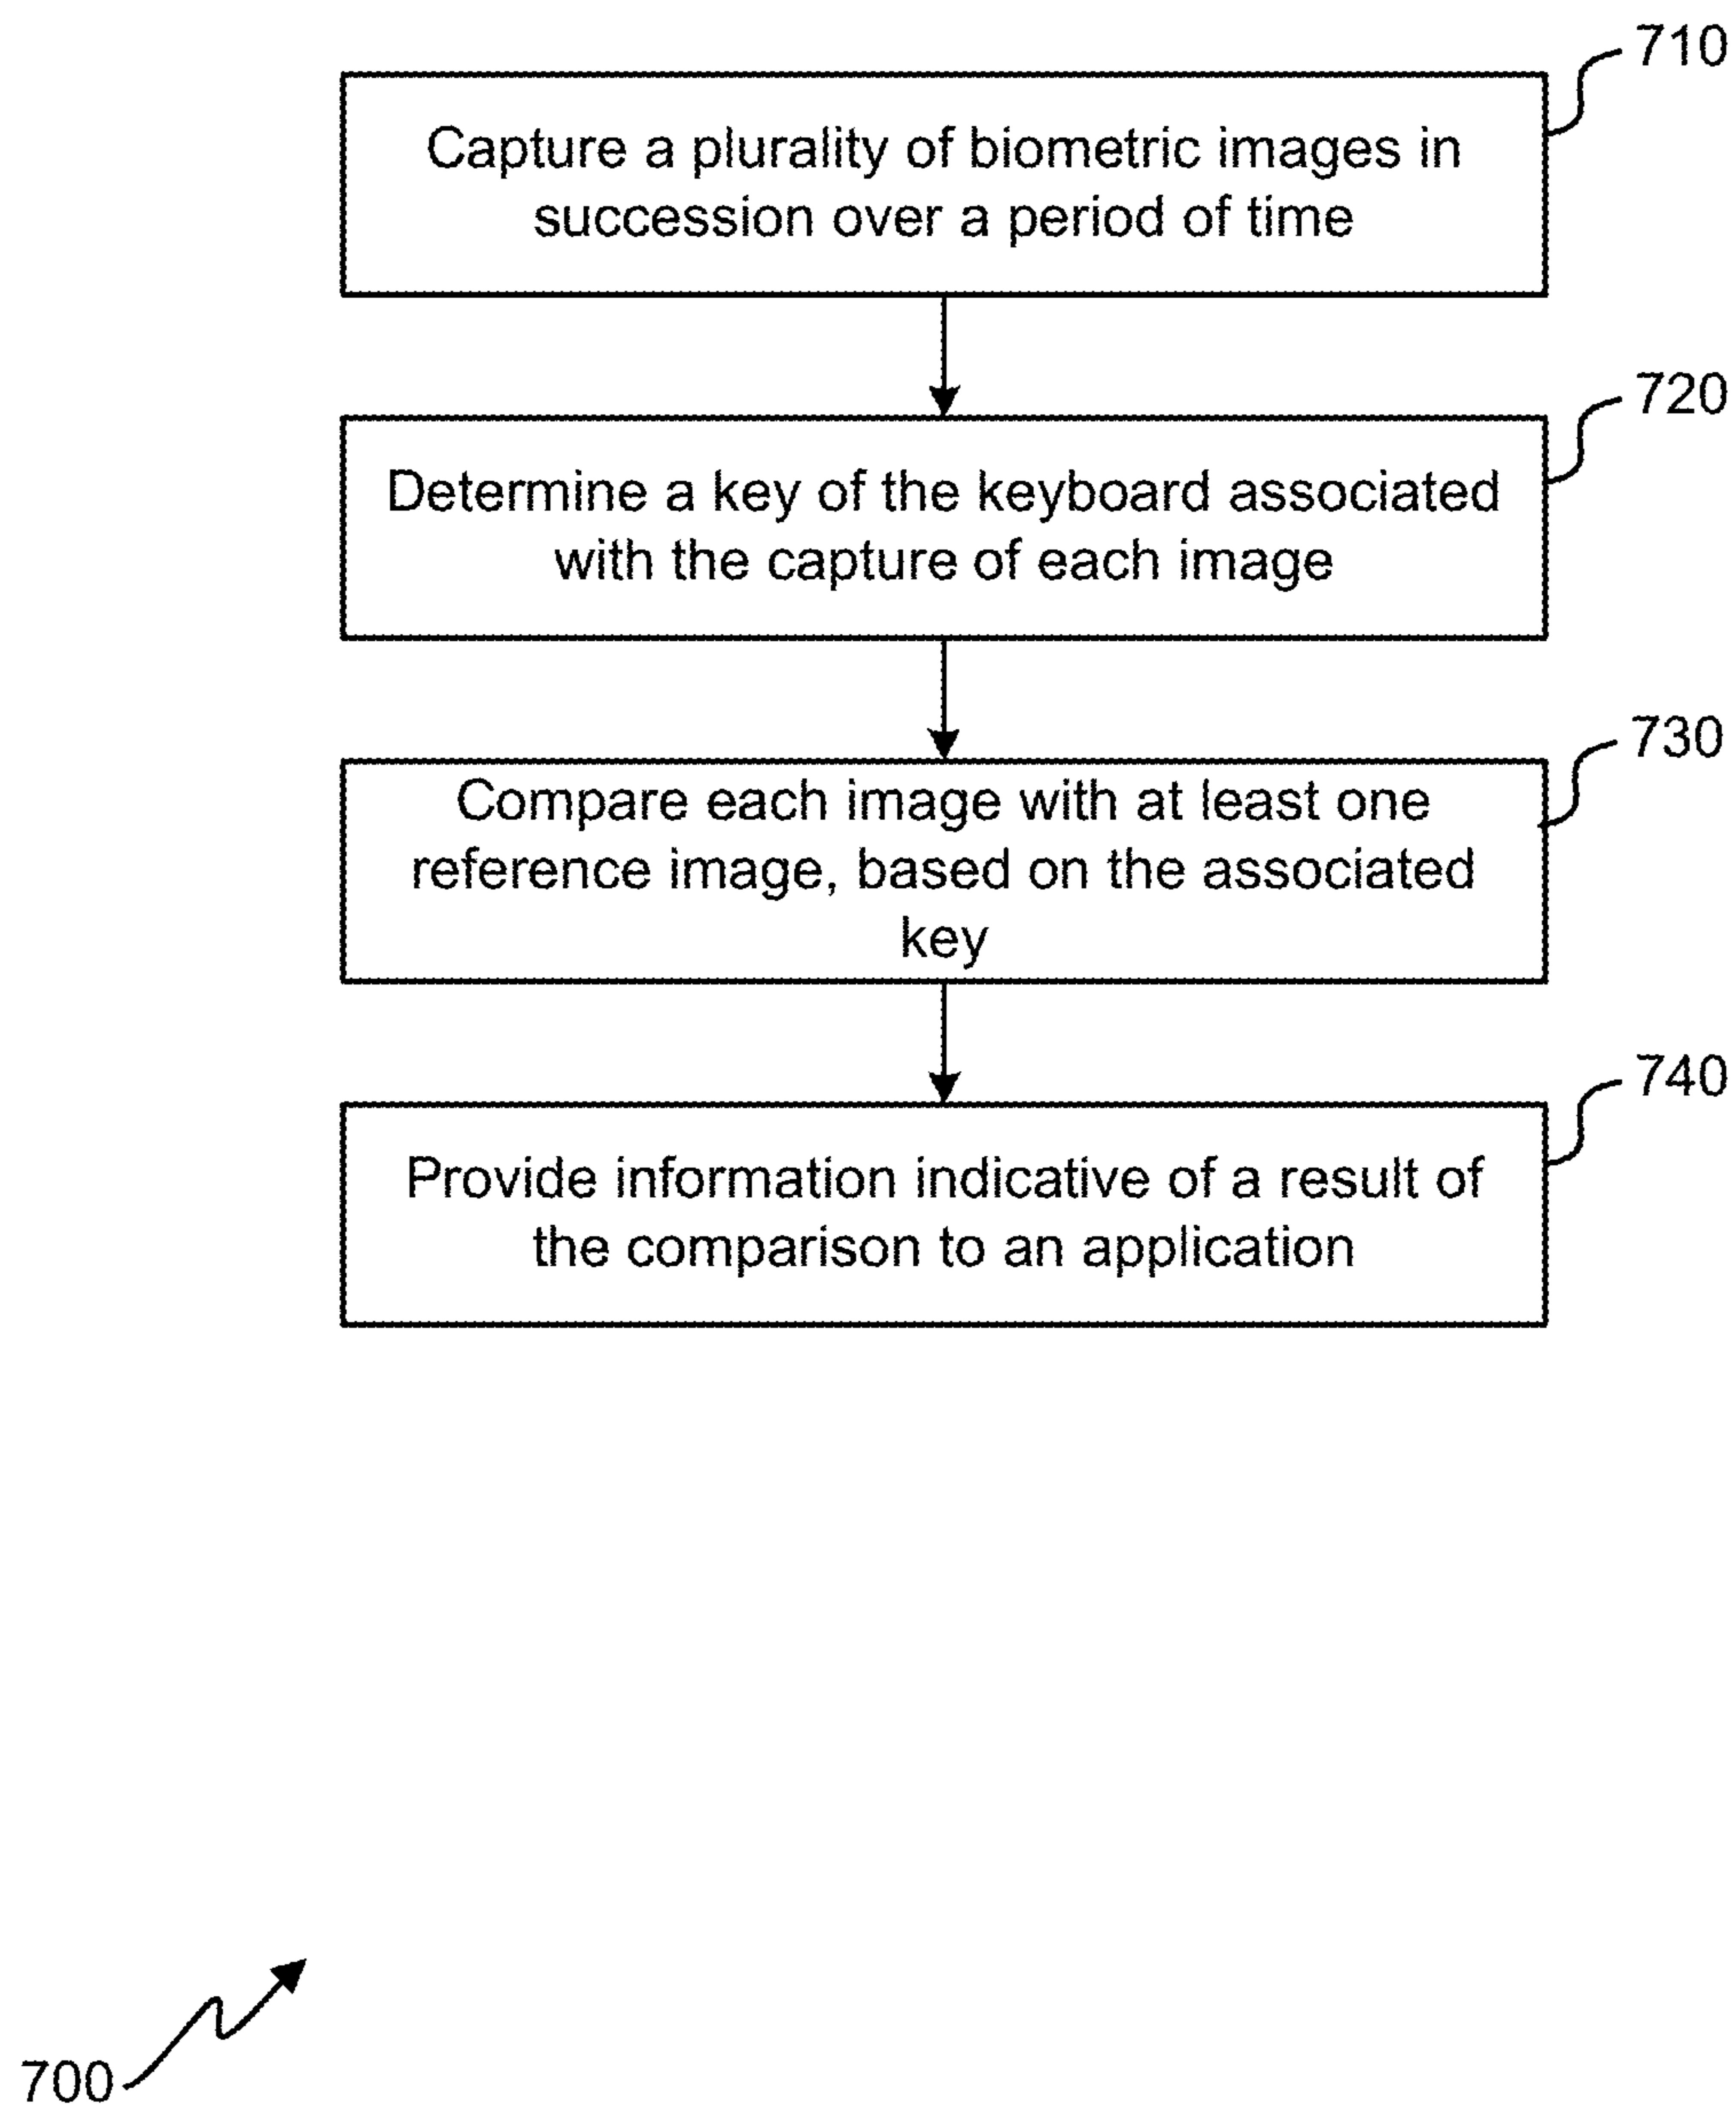 710
Capture a plurality of biometric images in
succession over a period of time
720
Determine a key of the keyboard associated
with the capture of each image
730
Compare each image with at least one
reference image, based on the associated
key
740
Provide information indicative of a result of
the comparison to an application
700